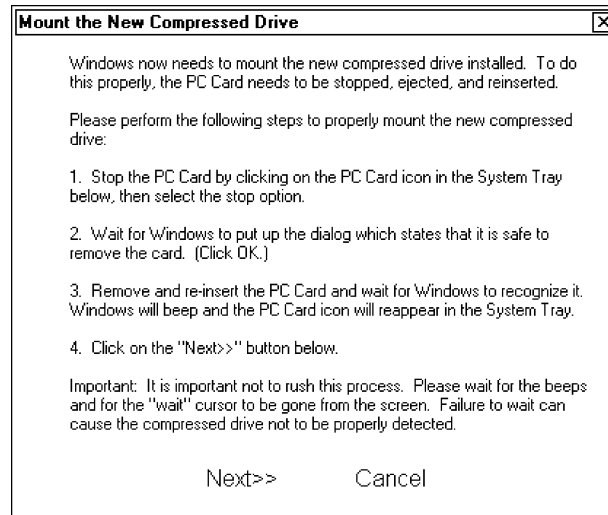 Mount the New Compressed Drive
Windows now needs to mount the new compressed drive installed.  To do
this properly, the PC Card needs to be stopped, ejected, and reinserted.
Please perform the following steps to properly mount the new compressed
drive:
1.  Stop the PC Card by clicking on the PC Card icon in the System Tray
below, then select the stop option.
2.  Wait for Windows to put up the dialog which states that it is safe to
remove the card.  (Click OK.)
3.  Remove and re-insert the PC Card and wait for Windows to recognize it.
Windows will beep and the PC Card icon will reappear in the System Tray.
4.  Click on the "Next>>" button below.
Important:  It is important not to rush this process.  Please wait for the beeps
and for the "wait" cursor to be gone from the screen.  Failure to wait can
cause the compressed drive not to be properly detected.
Next>> Cancel